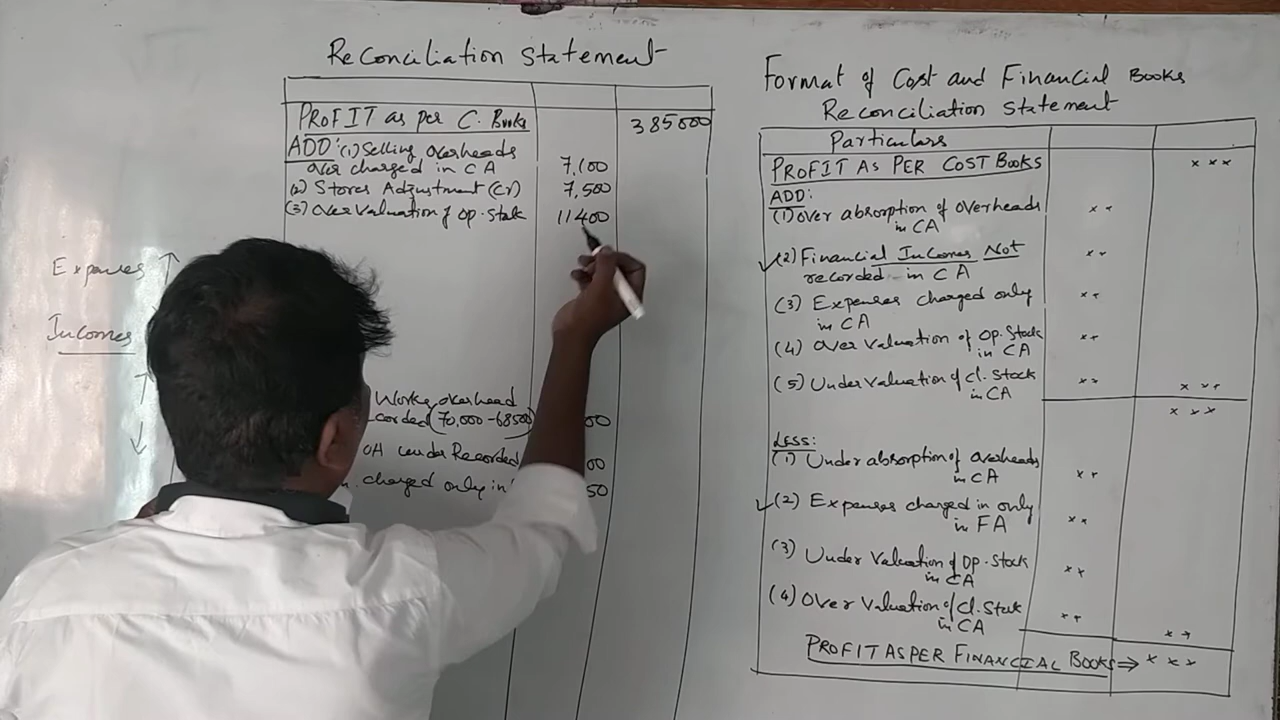 Reconciliation Statement
PROFIT as per C. Books 385000
ADD: (1) Selling overheads
over charged in CA 7,100
(2) Stores Adjustment (Cr) 7,500
(3) Over Valuation of Op. Stock 11400
Expenses
Incomes
Works overhead
(70,000-68500) 00
OH under Recorded 00
charged only in 50
Format of Cost and Financial Books
Reconciliation Statement
Particulars
PROFIT AS PER COST BOOKS x x x
ADD:
(1) Over absorption of overheads x x
in CA
(2) Financial Incomes Not x x
recorded in CA
(3) Expenses charged only x x
in CA
(4) Over Valuation of Op. Stock x x
in CA
(5) Under Valuation of Cl. Stock x x x x x
in CA
x x x
LESS:
(1) Under absorption of overheads x x
in CA
(2) Expenses charged in only x x
in FA
(3) Under Valuation of Op. Stock x x
in CA
(4) Over Valuation of Cl. Stock x x
in CA x x
PROFIT AS PER FINANCIAL BOOKS ⇒ x x x